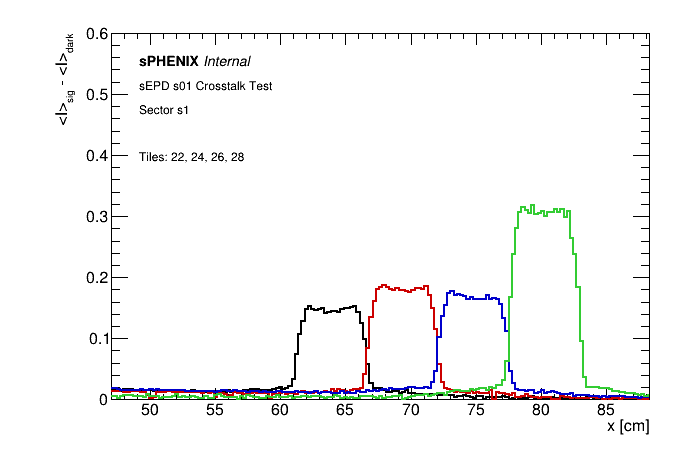 <I>sig - <I>dark
0.6
sPHENIX Internal
sEPD s01 Crosstalk Test
0.5
Sector s1
0.4
Tiles: 22, 24, 26, 28
0.3
0.2
0.1
0
50 55 60 65 70 75 80 85
x [cm]